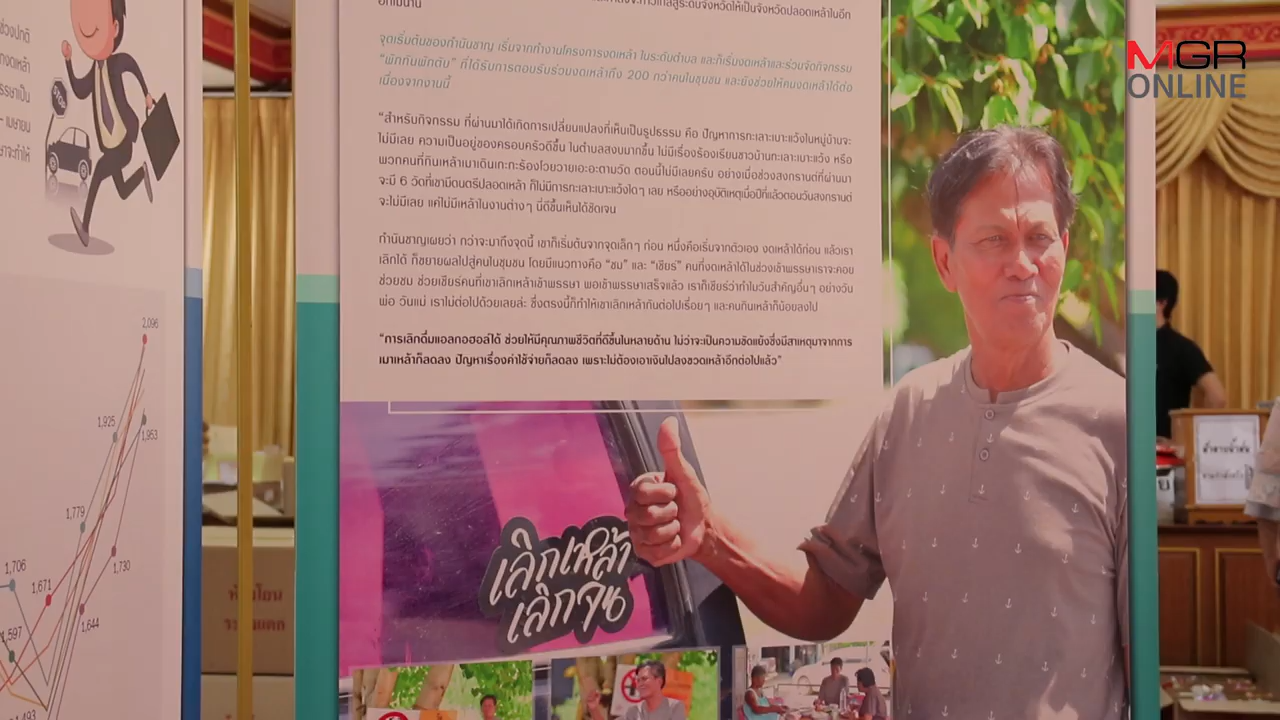 MGR
ONLINE
อีกไม่นาน
จุดเริ่มต้นของกำนันชาญ เริ่มจากทำงานโครงการงดเหล้า ในระดับตำบล และก็เริ่มงดเหล้าและร่วมจัดกิจกรรม
“พักกันพักตับ” ที่ได้รับการตอบรับร่วมงดเหล้าถึง 200 กว่าคนในชุมชน และยังช่วยให้คนงดเหล้าได้ต่อ
เนื่องจากงานนี้
“สำหรับกิจกรรม ที่ผ่านมาได้เกิดการเปลี่ยนแปลงที่เห็นเป็นรูปธรรม คือ ปัญหาการทะเลาะเบาะแว้งในหมู่บ้านจะ
ไม่มีเลย ความเป็นอยู่ของครอบครัวดีขึ้น ในตำบลสงบมากขึ้น ไม่มีเรื่องร้องเรียนชาวบ้านทะเลาะเบาะแว้ง หรือ
พวกคนที่กินเหล้าเมาเดินเกะกะร้องโวยวายเอะอะตามวัด ตอนนี้ไม่มีเลยครับ อย่างเมื่อช่วงสงกรานต์ที่ผ่านมา
จะมี 6 วัดที่เขามีดนตรีปลอดเหล้า ก็ไม่มีการทะเลาะเบาะแว้งใดๆ เลย หรืออย่างอุบัติเหตุเมื่อปีที่แล้วตอนวันสงกรานต์
จะไม่มีเลย แค่ไม่มีเหล้าในงานต่างๆ นี่ดีขึ้นเห็นได้ชัดเจน
กำนันชาญเผยว่า กว่าจะมาถึงจุดนี้ เขาก็เริ่มต้นจากจุดเล็กๆ ก่อน หนึ่งคือเริ่มจากตัวเอง งดเหล้าได้ก่อน แล้วเรา
เลิกได้ ก็ขยายผลไปสู่คนในชุมชน โดยมีแนวทางคือ “ชม” และ “เชียร์” คนที่งดเหล้าได้ในช่วงเข้าพรรษาเราจะคอย
ช่วยชม ช่วยเชียร์คนที่เขาเลิกเหล้าเข้าพรรษา พอเข้าพรรษาเสร็จแล้ว เราก็เชียร์ว่าทำไมวันสำคัญอื่นๆ อย่างวัน
พ่อ วันแม่ เราไม่ต่อไปด้วยเลยล่ะ ซึ่งตรงนี้ก็ทำให้เขาเลิกเหล้ากันต่อไปเรื่อยๆ และคนกินเหล้าก็น้อยลงไป
“การเลิกดื่มแอลกอฮอล์ได้ ช่วยให้มีคุณภาพชีวิตที่ดีขึ้นในหลายด้าน ไม่ว่าจะเป็นความขัดแย้งซึ่งมีสาเหตุมาจากการ
เมาเหล้าก็ลดลง ปัญหาเรื่องค่าใช้จ่ายก็ลดลง เพราะไม่ต้องเอาเงินไปลงขวดเหล้าอีกต่อไปแล้ว”
เลิกเหล้า
เลิกจน
STOP
2,096
1,925
1,953
1,779
1,730
1,706
1,671
1,644
1,597
1,493